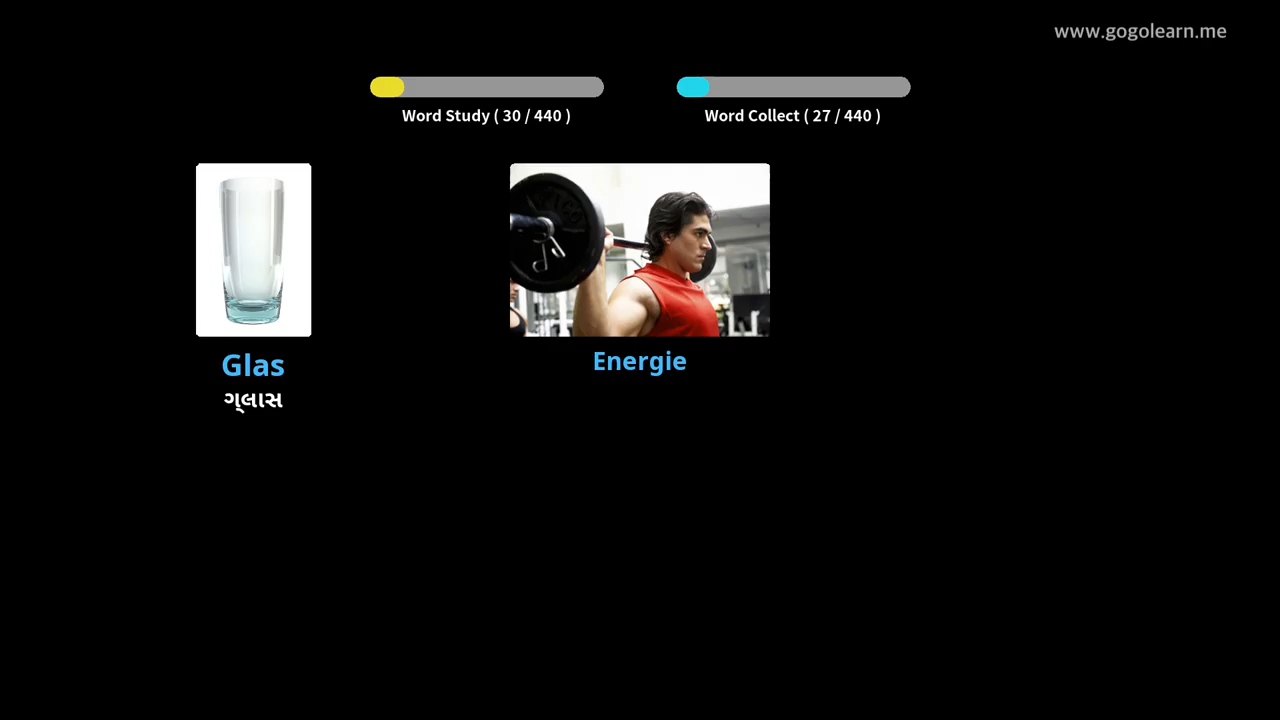 www.gogolearn.me
Word Study ( 30 / 440 )
Word Collect ( 27 / 440 )
Glas
ગ્લાસ
Energie